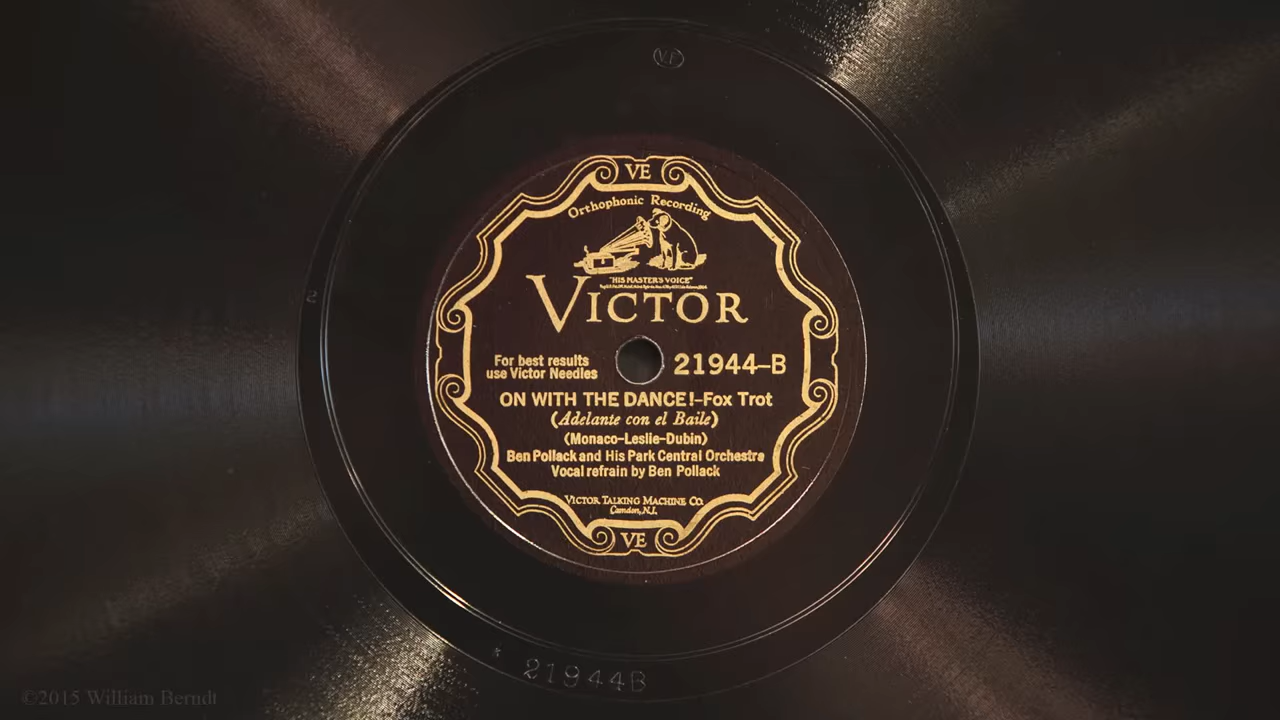 VE
VE
Orthophonic Recording
"HIS MASTER'S VOICE"
VICTOR
2
For best results
use Victor Needles
21944-B
ON WITH THE DANCE!-Fox Trot
(Adelante con el Baile)
(Monaco-Leslie-Dubin)
Ben Pollack and His Park Central Orchestra
Vocal refrain by Ben Pollack
VICTOR TALKING MACHINE CO.
Camden, N.J.
VE
21944B
©2015 William Berndt